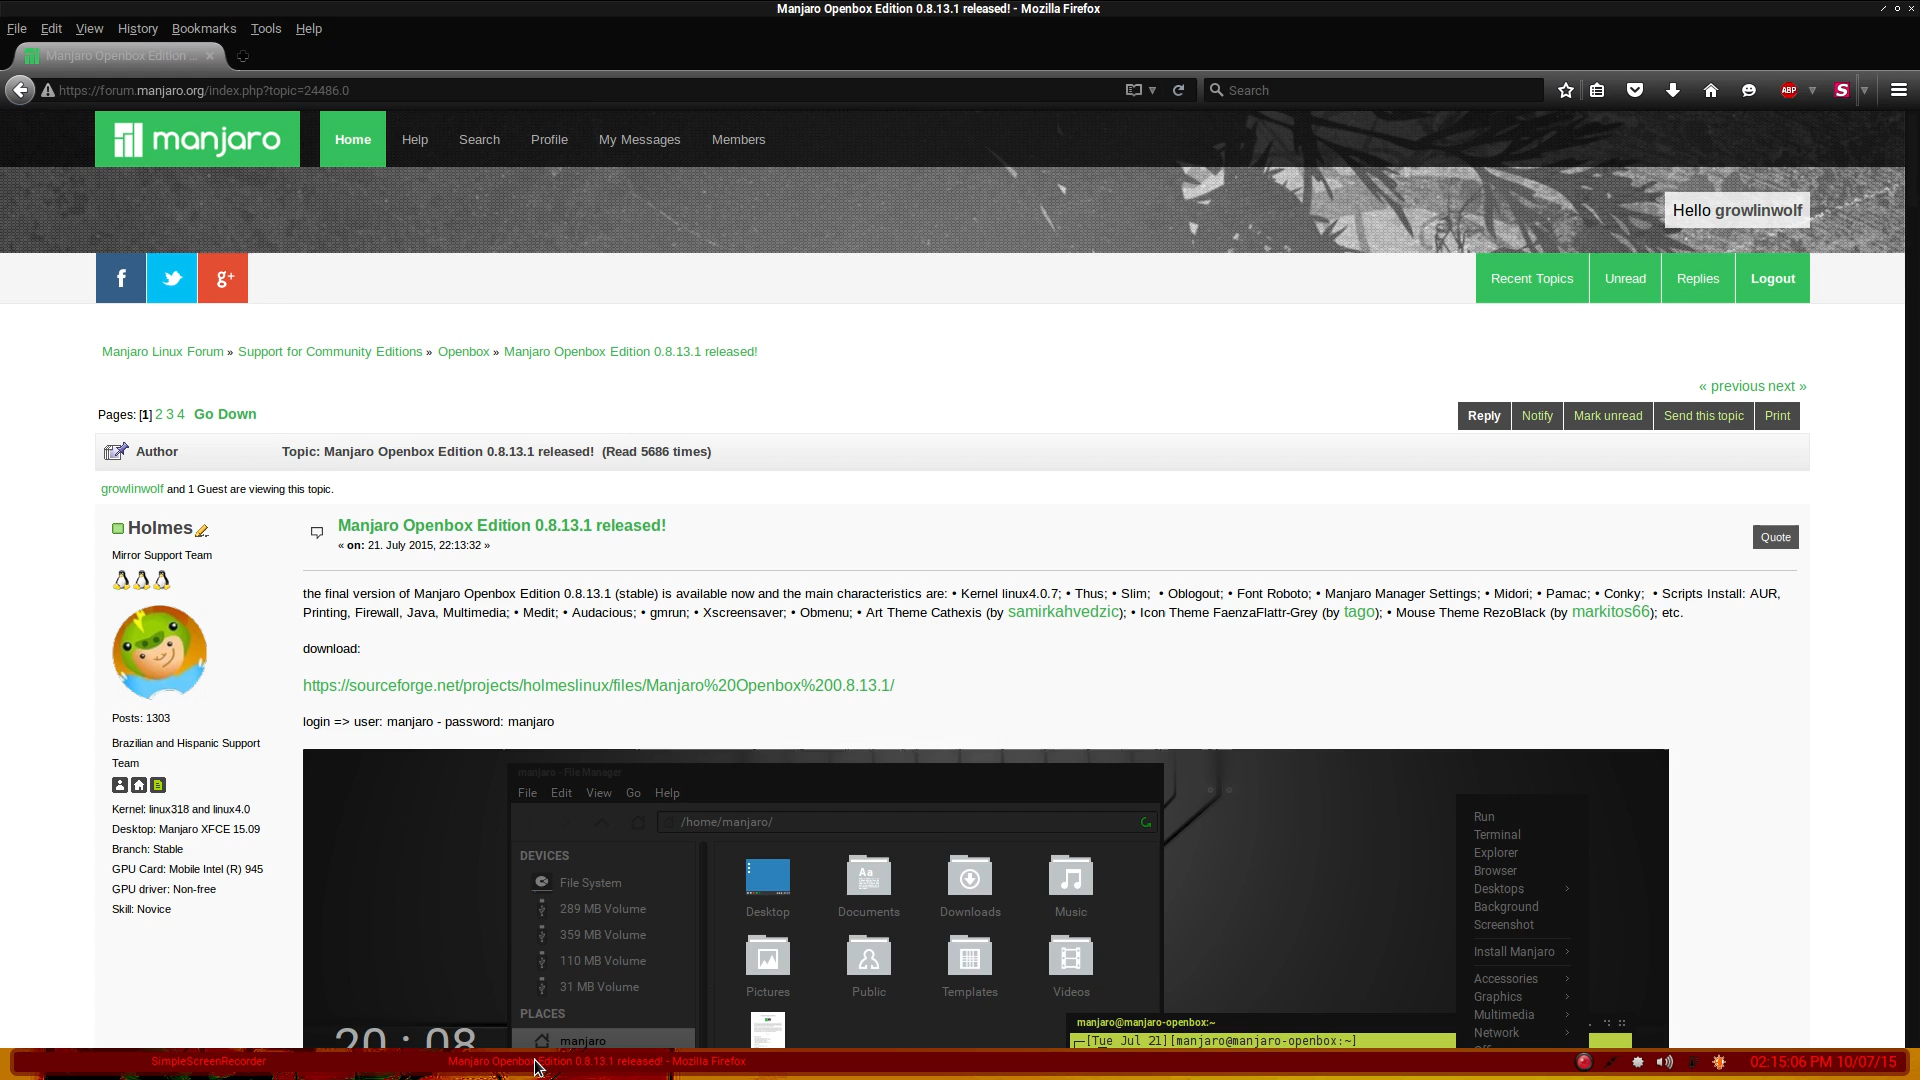 Manjaro Openbox Edition 0.8.13.1 released! - Mozilla Firefox
File Edit View History Bookmarks Tools Help
Manjaro Openbox Edition ...
https://forum.manjaro.org/index.php?topic=24486.0
Search
ABP
S
manjaro
Home Help Search Profile My Messages Members
Hello growlinwolf
f g+
Recent Topics Unread Replies Logout
Manjaro Linux Forum » Support for Community Editions » Openbox » Manjaro Openbox Edition 0.8.13.1 released!
« previous next »
Pages: [1] 2 3 4 Go Down
Reply Notify Mark unread Send this topic Print
Author Topic: Manjaro Openbox Edition 0.8.13.1 released! (Read 5686 times)
growlinwolf and 1 Guest are viewing this topic.
Holmes
Mirror Support Team
Posts: 1303
Brazilian and Hispanic Support
Team
Kernel: linux318 and linux4.0
Desktop: Manjaro XFCE 15.09
Branch: Stable
GPU Card: Mobile Intel (R) 945
GPU driver: Non-free
Skill: Novice
Manjaro Openbox Edition 0.8.13.1 released!
« on: 21. July 2015, 22:13:32 »
Quote
the final version of Manjaro Openbox Edition 0.8.13.1 (stable) is available now and the main characteristics are: • Kernel linux4.0.7; • Thus; • Slim; • Oblogout; • Font Roboto; • Manjaro Manager Settings; • Midori; • Pamac; • Conky; • Scripts Install: AUR,
Printing, Firewall, Java, Multimedia; • Medit; • Audacious; • gmrun; • Xscreensaver; • Obmenu; • Art Theme Cathexis (by samirkahvedzic); • Icon Theme FaenzaFlattr-Grey (by tago); • Mouse Theme RezoBlack (by markitos66); etc.
download:
https://sourceforge.net/projects/holmeslinux/files/Manjaro%20Openbox%200.8.13.1/
login => user: manjaro - password: manjaro
manjaro - File Manager
File Edit View Go Help
/home/manjaro/
DEVICES
File System
289 MB Volume
359 MB Volume
110 MB Volume
31 MB Volume
PLACES
manjaro
Desktop Documents Downloads Music
Pictures Public Templates Videos
20 : 08
Run
Terminal
Explorer
Browser
Desktops
Background
Screenshot
Install Manjaro
Accessories
Graphics
Multimedia
Network
manjaro@manjaro-openbox:~
[Tue Jul 21][manjaro@manjaro-openbox:~]
SimpleScreenRecorder
Manjaro Openbox Edition 0.8.13.1 released! - Mozilla Firefox
02:15:06 PM 10/07/15